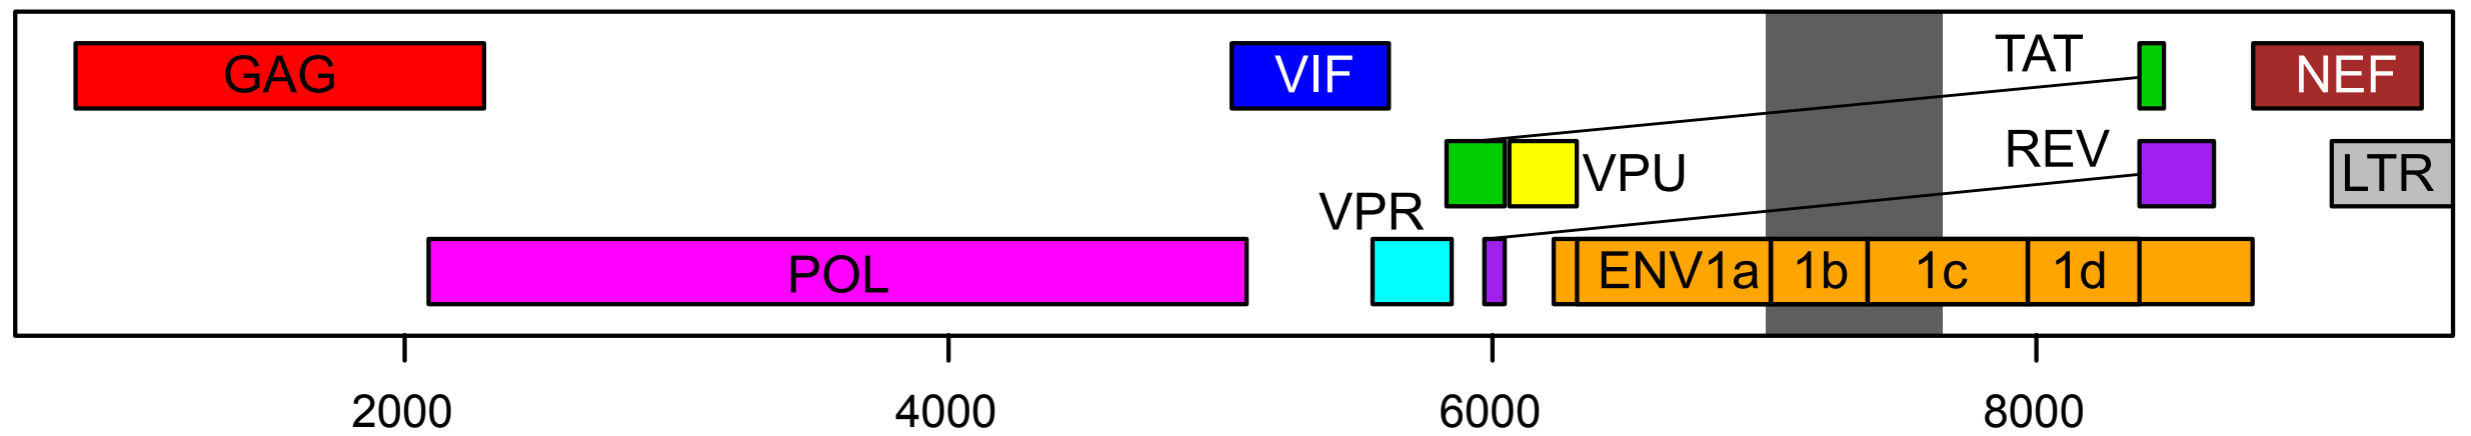 GAG
VIF
TAT
NEF
VPU
REV
LTR
VPR
POL
ENV1a
1b
1c
1d
2000
4000
6000
8000